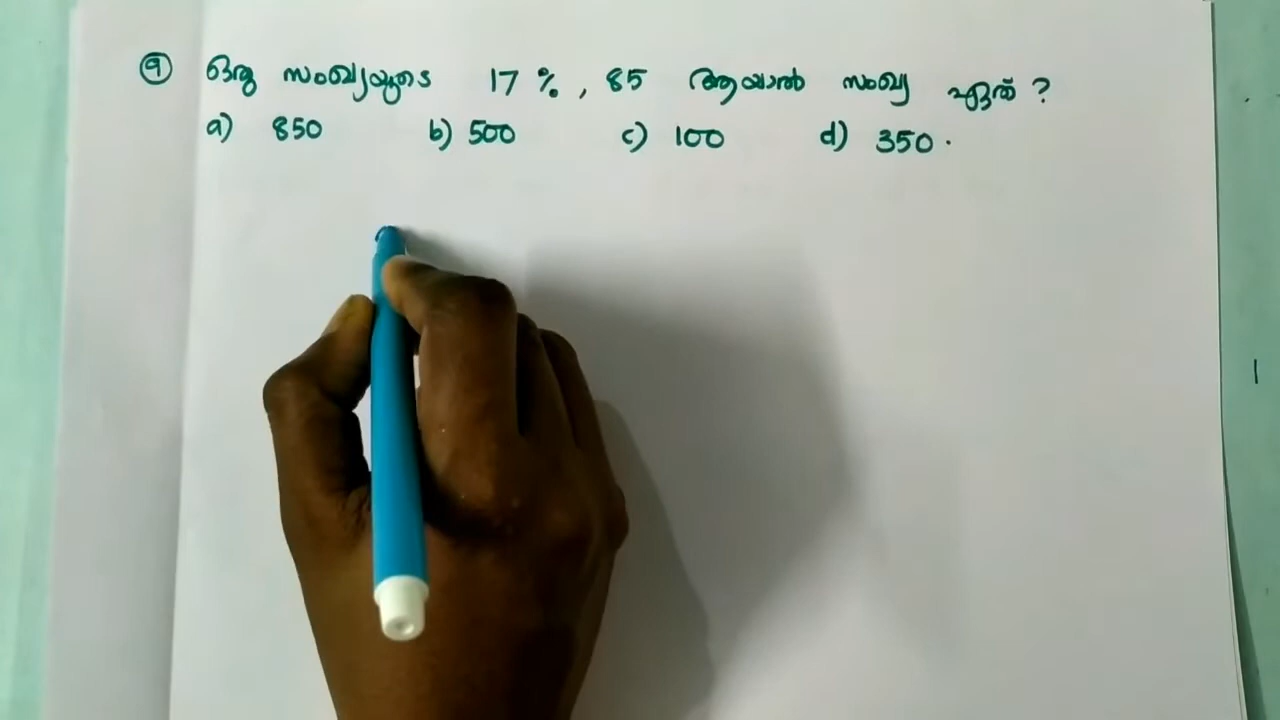 9 ഒരു സംഖ്യയുടെ 17 %, 85 ആയാൽ സംഖ്യ ഏത് ?
a) 850 b) 500 c) 100 d) 350.